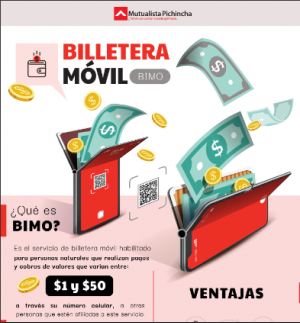 Mutualista Pichincha
BILLETERA
MÓVIL BIMO
¿Qué es
BIMO?
Es el servicio de billetera móvil habilitado
para personas naturales que realizan pagos
y cobros de valores que varían entre:
$1 y $50
a través su número celular, a otras
personas que estén afiliadas a este servicio
VENTAJAS